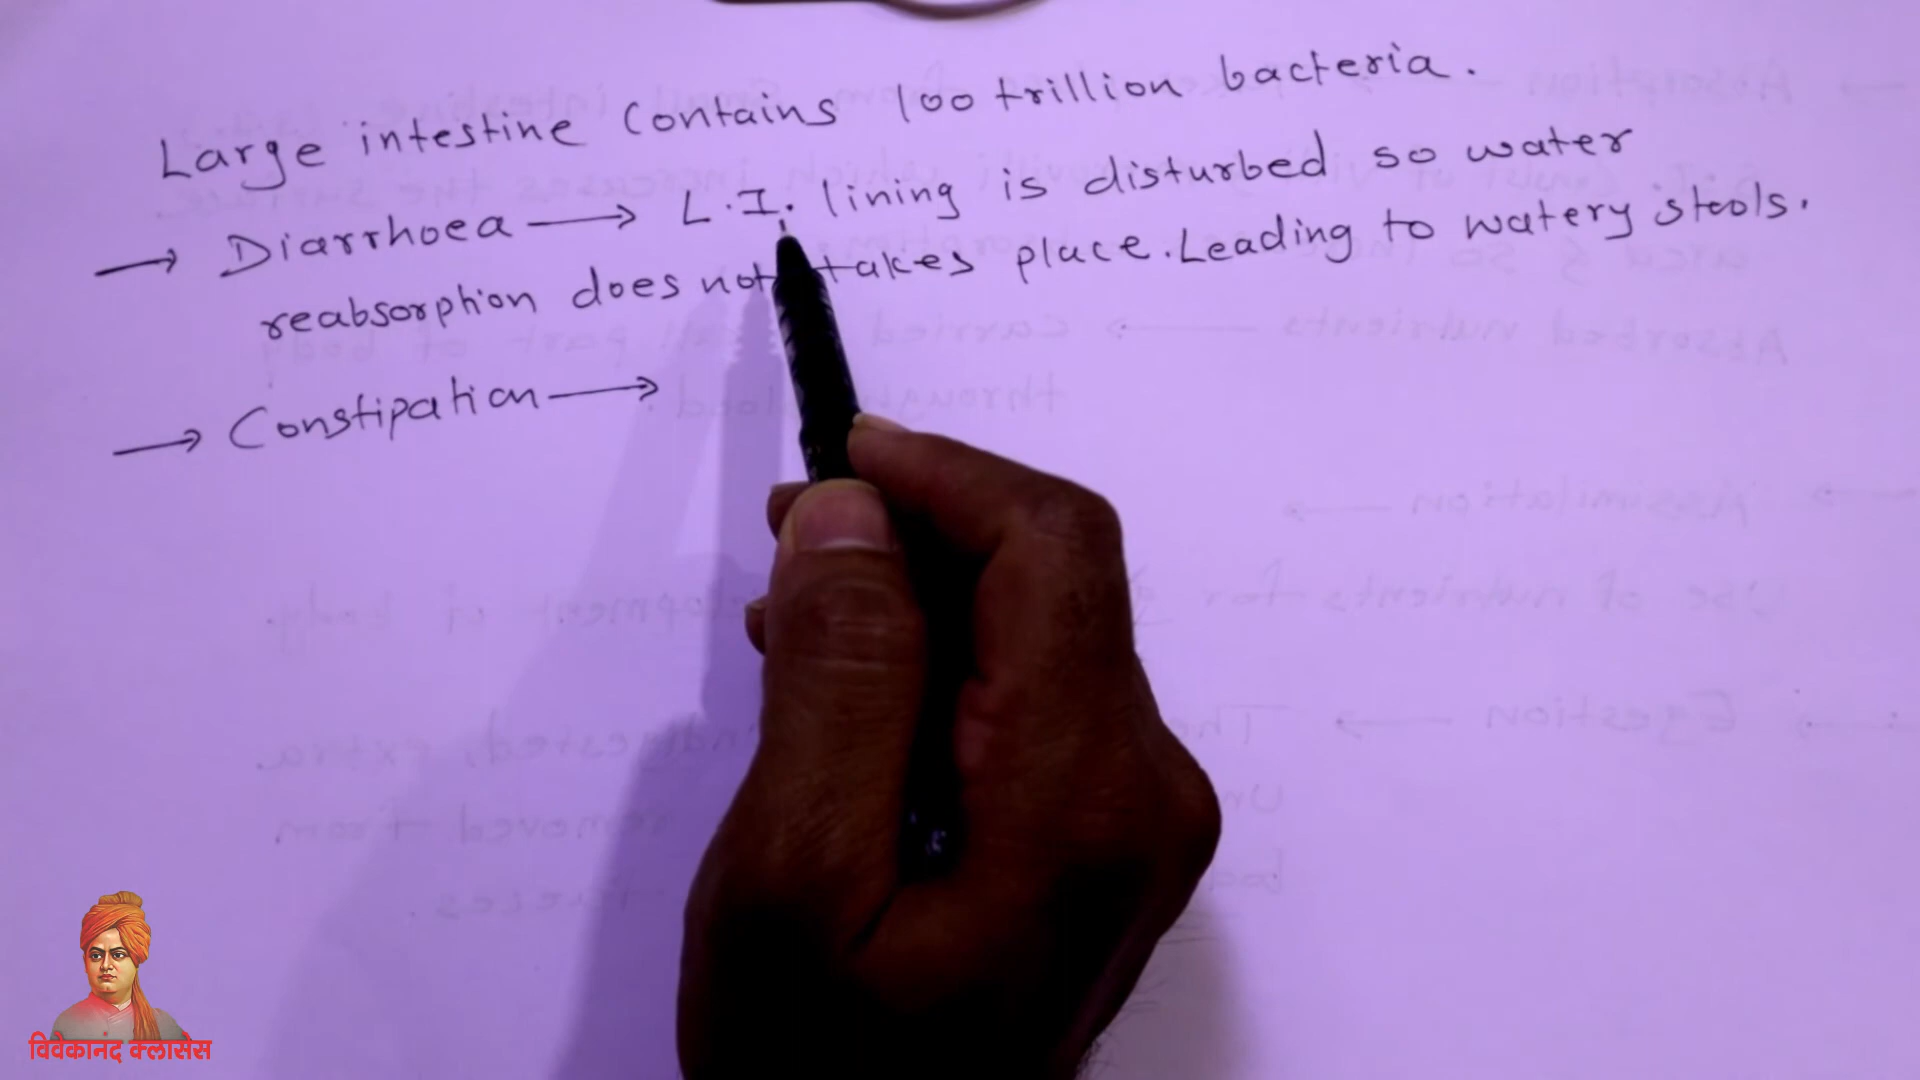 Large intestine contains 100 trillion bacteria.
→ Diarrhoea → L.I. lining is disturbed so water
reabsorption does not takes place. Leading to watery stools.
→ Constipation →
विवेकानद क्लासेस